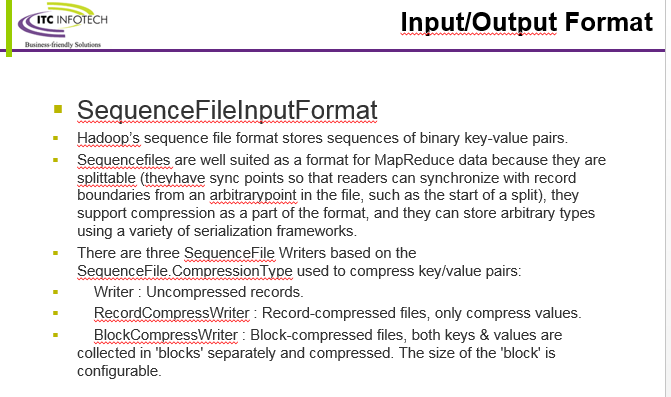 ITC INFOTECH
Business-friendly Solutions
Input/Output Format
SequenceFileInputFormat
Hadoop's sequence file format stores sequences of binary key-value pairs.
Sequencefiles are well suited as a format for MapReduce data because they are
splittable (theyhave sync points so that readers can synchronize with record
boundaries from an arbitrarypoint in the file, such as the start of a split), they
support compression as a part of the format, and they can store arbitrary types
using a variety of serialization frameworks.
There are three SequenceFile Writers based on the
SequenceFile.CompressionType used to compress key/value pairs:
Writer : Uncompressed records.
RecordCompressWriter : Record-compressed files, only compress values.
BlockCompressWriter : Block-compressed files, both keys & values are
collected in 'blocks' separately and compressed. The size of the 'block' is
configurable.